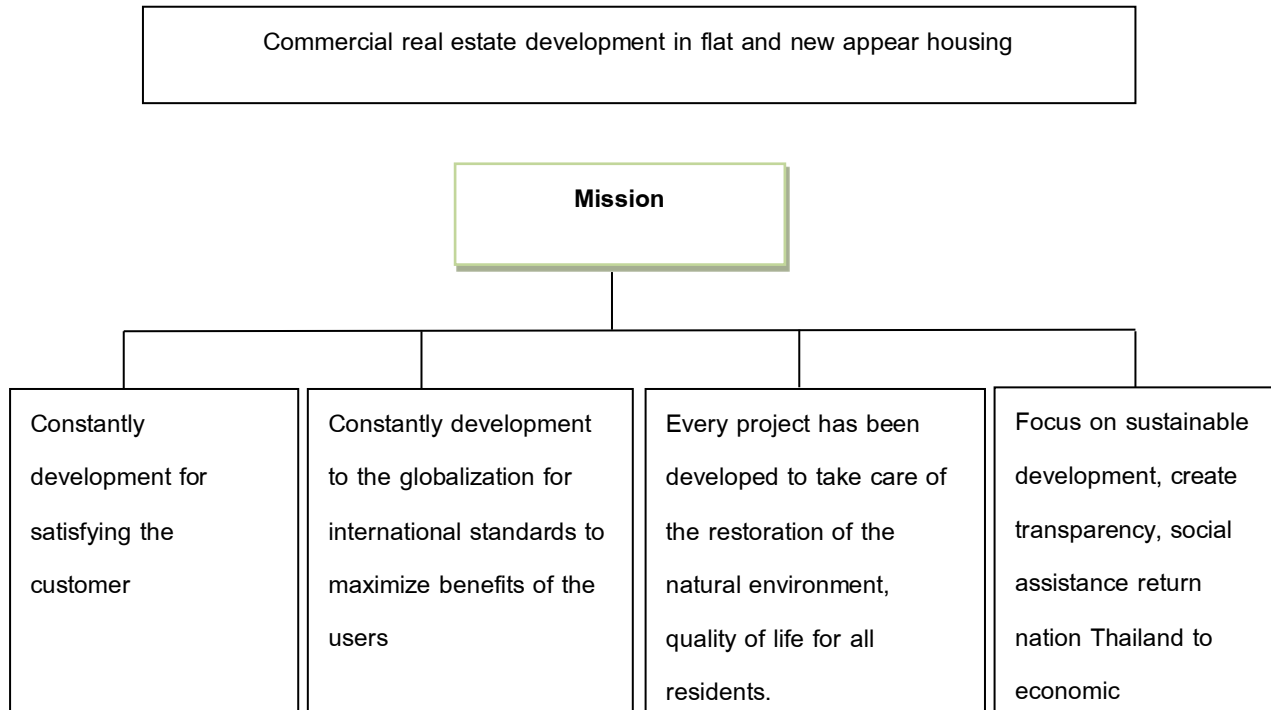 Commercial real estate development in flat and new appear housing
Mission
Constantly
development for
satisfying the
customer
Constantly development
to the globalization for
international standards to
maximize benefits of the
users
Every project has been
developed to take care of
the restoration of the
natural environment,
quality of life for all
residents.
Focus on sustainable
development, create
transparency, social
assistance return
nation Thailand to
economic